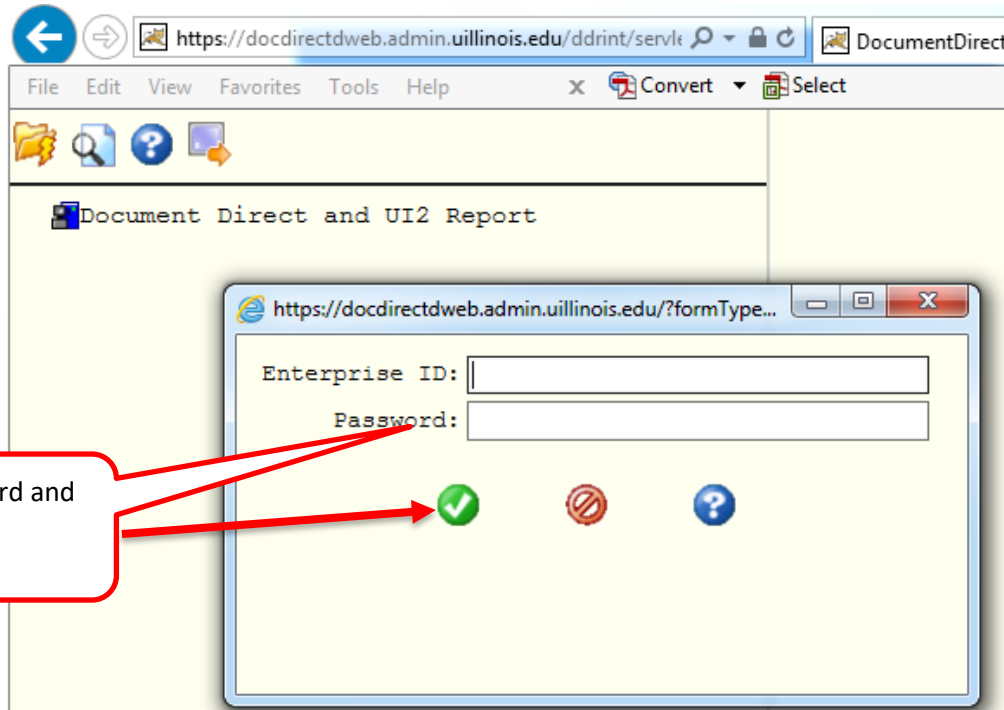 https://docdirectdweb.admin.uillinois.edu/ddrint/servle
DocumentDirect
File Edit View Favorites Tools Help x Convert Select
Document Direct and UI2 Report
https://docdirectdweb.admin.uillinois.edu/?formType...
Enterprise ID:
Password:
rd and